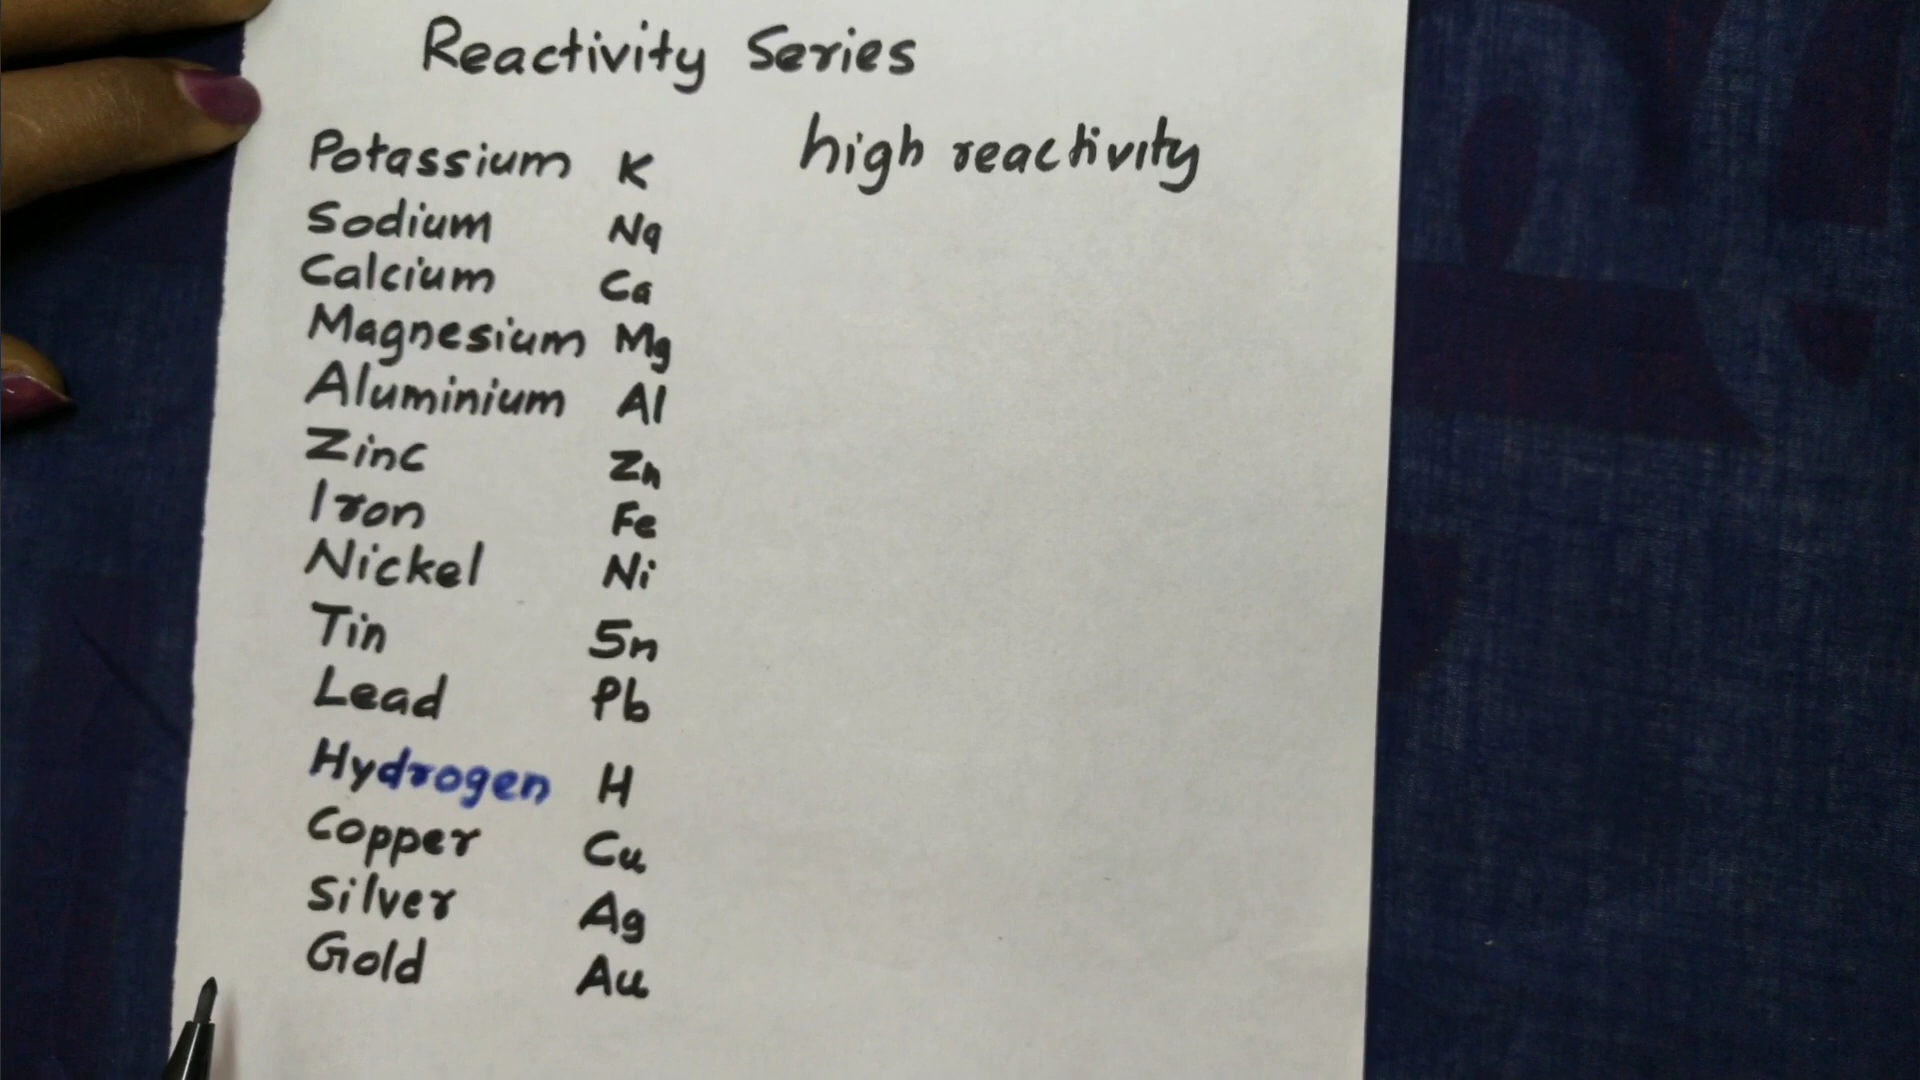 Reactivity Series
high reactivity
Potassium K
Sodium Na
Calcium Ca
Magnesium Mg
Aluminium Al
Zinc Zn
Iron Fe
Nickel Ni
Tin Sn
Lead Pb
Hydrogen H
Copper Cu
Silver Ag
Gold Au